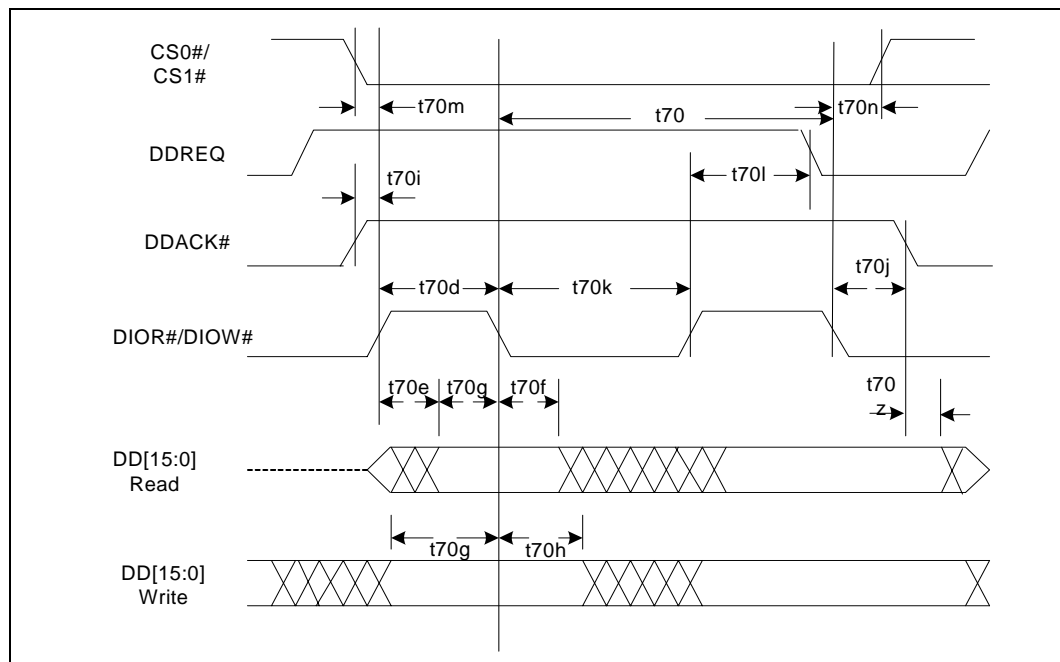 CS0#/
CS1#
t70m
t70n
t70
DDREQ
t70i
t70l
DDACK#
t70j
t70d
t70k
DIOR#/DIOW#
t70e
t70g
t70f
t70
z
DD[15:0]
Read
t70g
t70h
DD[15:0]
Write